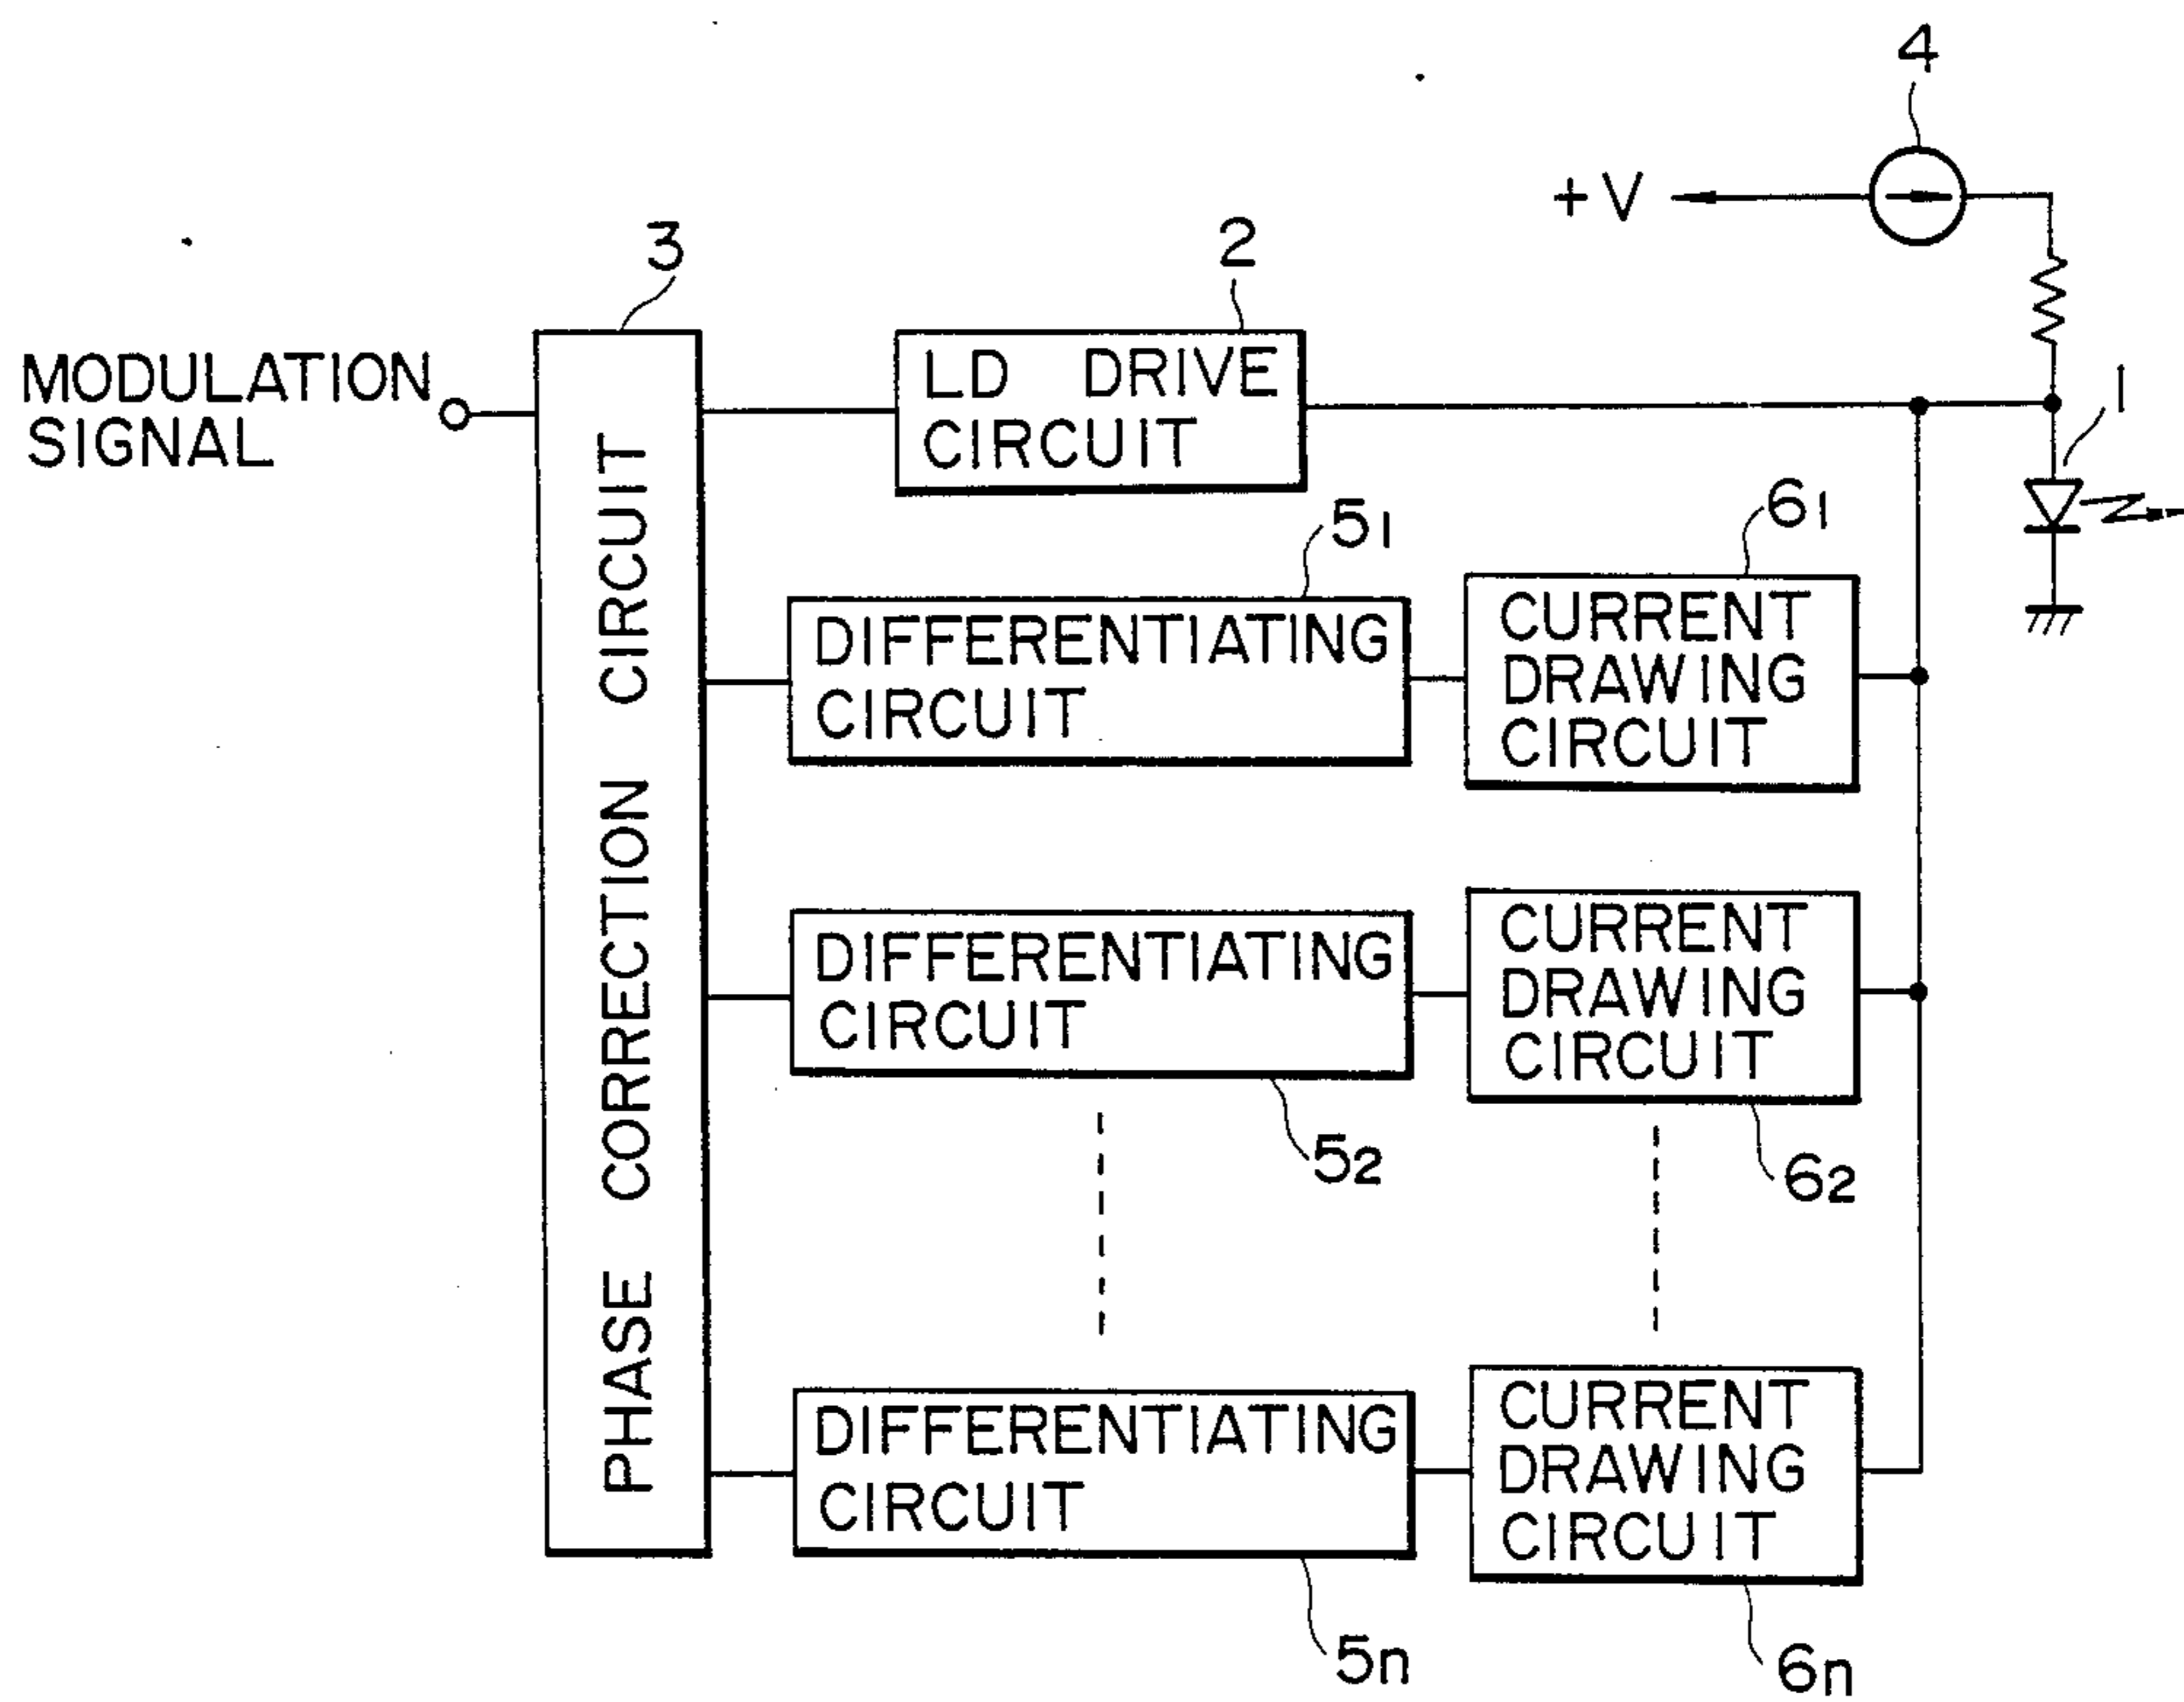 4
+V
3
2
MODULATION
SIGNAL
LD DRIVE
CIRCUIT
1
PHASE CORRECTION CIRCUIT
51
61
DIFFERENTIATING
CIRCUIT
CURRENT
DRAWING
CIRCUIT
DIFFERENTIATING
CIRCUIT
CURRENT
DRAWING
CIRCUIT
52
62
DIFFERENTIATING
CIRCUIT
CURRENT
DRAWING
CIRCUIT
5n
6n